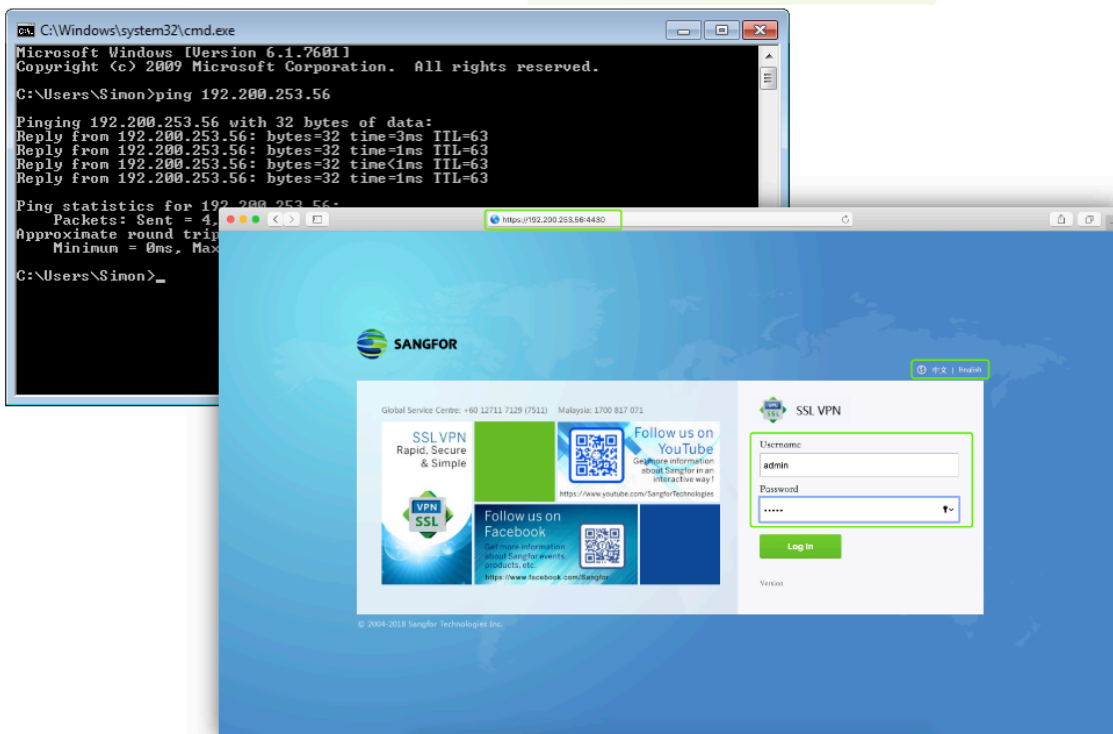 C:\Windows\system32\cmd.exe
Microsoft Windows [Version 6.1.7601]
Copyright (c) 2009 Microsoft Corporation.  All rights reserved.
C:\Users\Simon>ping 192.200.253.56
Pinging 192.200.253.56 with 32 bytes of data:
Reply from 192.200.253.56: bytes=32 time=3ms TTL=63
Reply from 192.200.253.56: bytes=32 time=1ms TTL=63
Reply from 192.200.253.56: bytes=32 time<1ms TTL=63
Reply from 192.200.253.56: bytes=32 time=1ms TTL=63
Ping statistics for 192.200.253.56:
Packets: Sent = 4,
Approximate round trip
Minimum = 0ms, Max
C:\Users\Simon>_
https://192.200.253.56:4430
SANGFOR
中文 | English
Global Service Centre: +60 12711 7129 (7511) Malaysia: 1700 817 071
SSL VPN
Rapid, Secure
& Simple
VPN
SSL
Follow us on
YouTube
Get more information
about Sangfor in an
interactive way !
https://www.youtube.com/SangforTechnologies
Follow us on
Facebook
Get more information
about Sangfor events,
products, etc.
https://www.facebook.com/Sangfor
SSL VPN
Username
admin
Password
•••••
Log In
Version
© 2004-2018 Sangfor Technologies Inc.